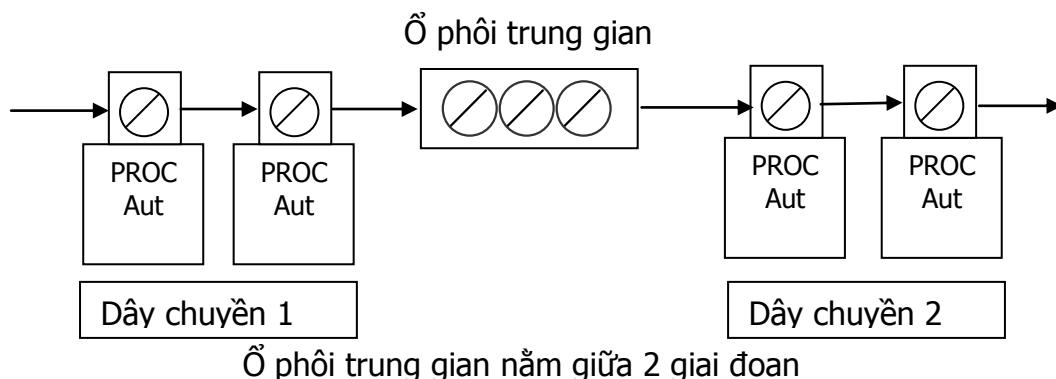 Ổ phôi trung gian
PROC
Aut
PROC
Aut
PROC
Aut
PROC
Aut
Dây chuyền 1
Dây chuyền 2
Ổ phôi trung gian nằm giữa 2 giai đoạn